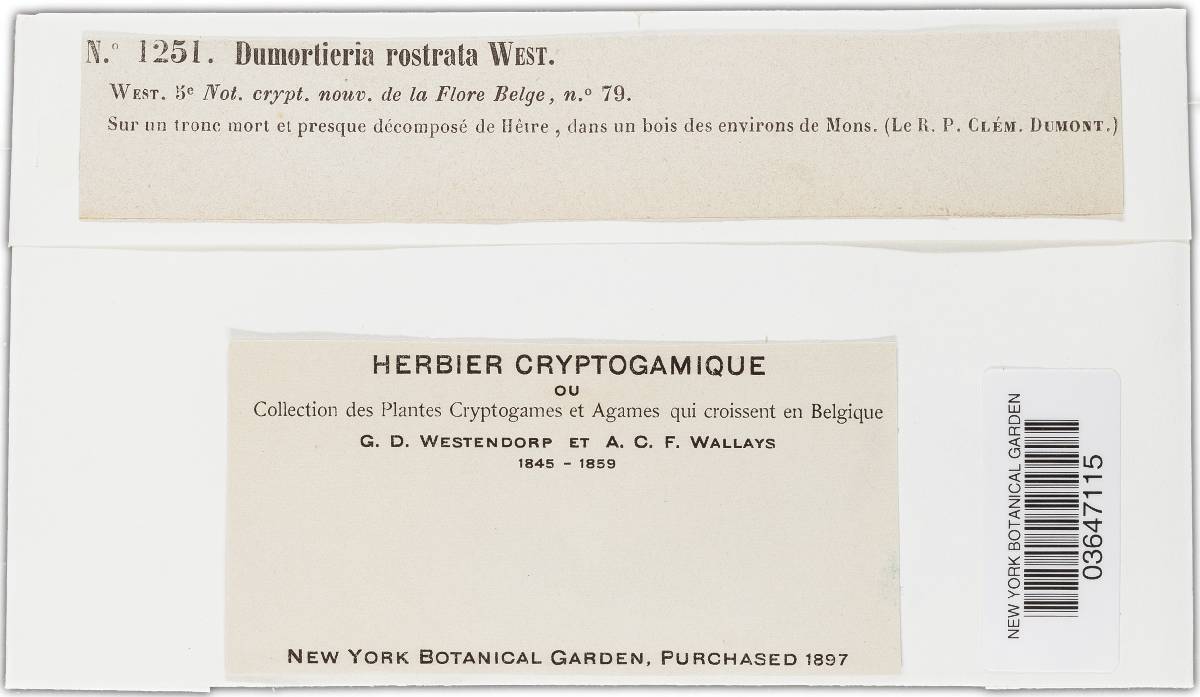 N.° 1251. Dumortieria rostrata WEST.
WEST. 5e Not. crypt. nouv. de la Flore Belge, n.° 79.
Sur un tronc mort et presque décomposé de Hêtre, dans un bois des environs de Mons. (Le R. P. CLÉM. DUMONT.)
HERBIER CRYPTOGAMIQUE
OU
Collection des Plantes Cryptogames et Agames qui croissent en Belgique
G. D. WESTENDORP ET A. C. F. WALLAYS
1845 - 1859
NEW YORK BOTANICAL GARDEN, PURCHASED 1897
NEW YORK BOTANICAL GARDEN
03647115